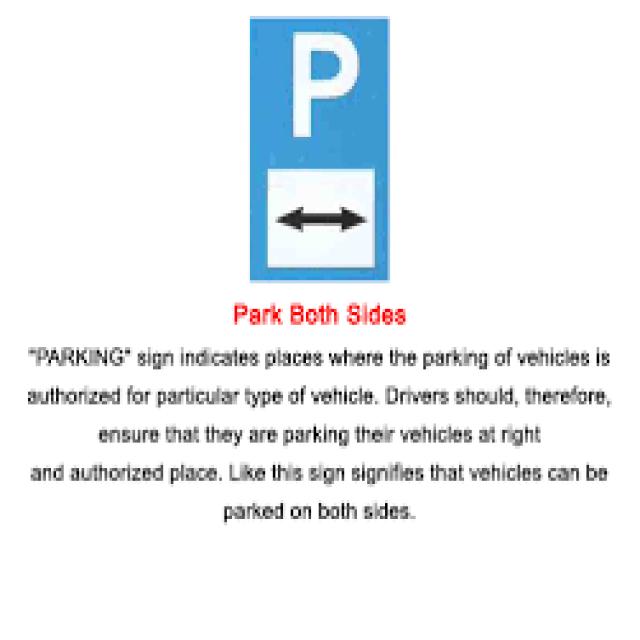 P
Park Both Sides
"PARKING" sign indicates places where the parking of vehicles is
authorized for particular type of vehicle. Drivers should, therefore,
ensure that they are parking their vehicles at right
and authorized place. Like this sign signifies that vehicles can be
parked on both sides.